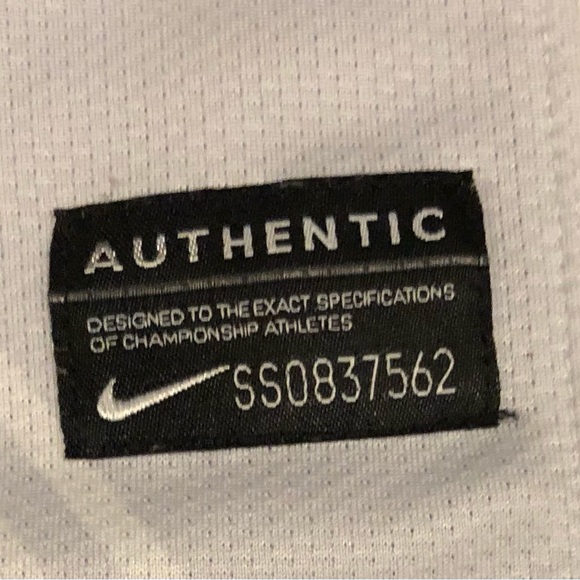 AUTHENTIC
DESIGNED TO THE EXACT SPECIFICATIONS
OF CHAMPIONSHIP ATHLETES
SS0837562